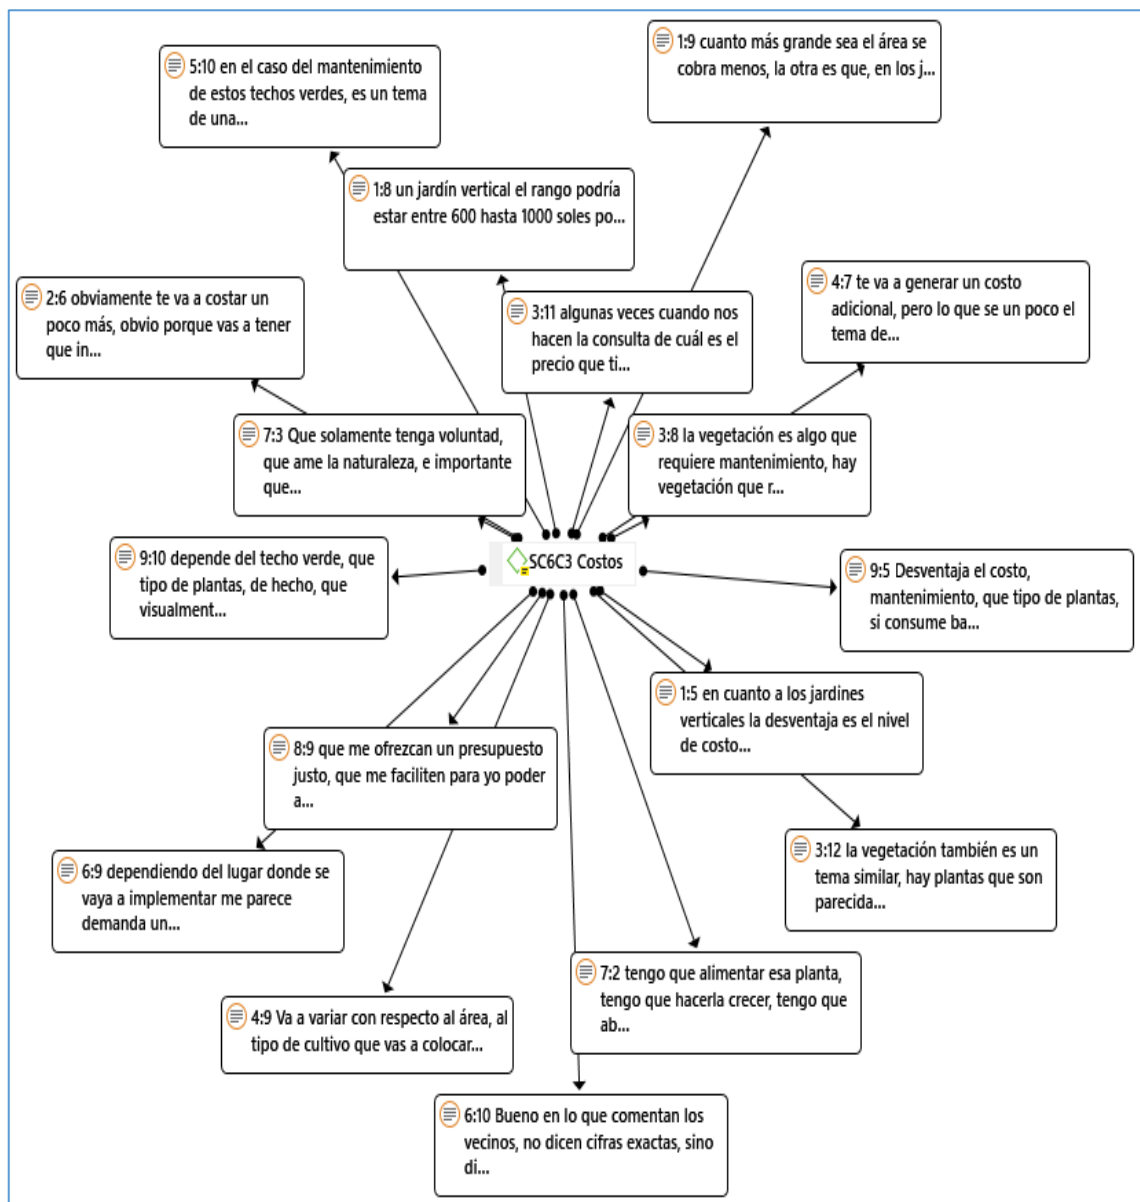 1:9 cuanto más grande sea el área se
cobra menos, la otra es que, en los j...
5:10 en el caso del mantenimiento
de estos techos verdes, es un tema
de una...
1:8 un jardín vertical el rango podría
estar entre 600 hasta 1000 soles po...
4:7 te va a generar un costo
adicional, pero lo que se un poco el
tema de...
2:6 obviamente te va a costar un
poco más, obvio porque vas a tener
que in...
3:11 algunas veces cuando nos
hacen la consulta de cuál es el
precio que ti...
7:3 Que solamente tenga voluntad,
que ame la naturaleza, e importante
que...
3:8 la vegetación es algo que
requiere mantenimiento, hay
vegetación que r...
SC6C3 Costos
9:10 depende del techo verde, que
tipo de plantas, de hecho, que
visualment...
9:5 Desventaja el costo,
mantenimiento, que tipo de plantas,
si consume ba...
1:5 en cuanto a los jardines
verticales la desventaja es el nivel
de costo...
8:9 que me ofrezcan un presupuesto
justo, que me faciliten para yo poder
a...
3:12 la vegetación también es un
tema similar, hay plantas que son
parecida...
6:9 dependiendo del lugar donde se
vaya a implementar me parece
demanda un...
7:2 tengo que alimentar esa planta,
tengo que hacerla crecer, tengo que
ab...
4:9 Va a variar con respecto al área, al
tipo de cultivo que vas a colocar...
6:10 Bueno en lo que comentan los
vecinos, no dicen cifras exactas, sino
di...